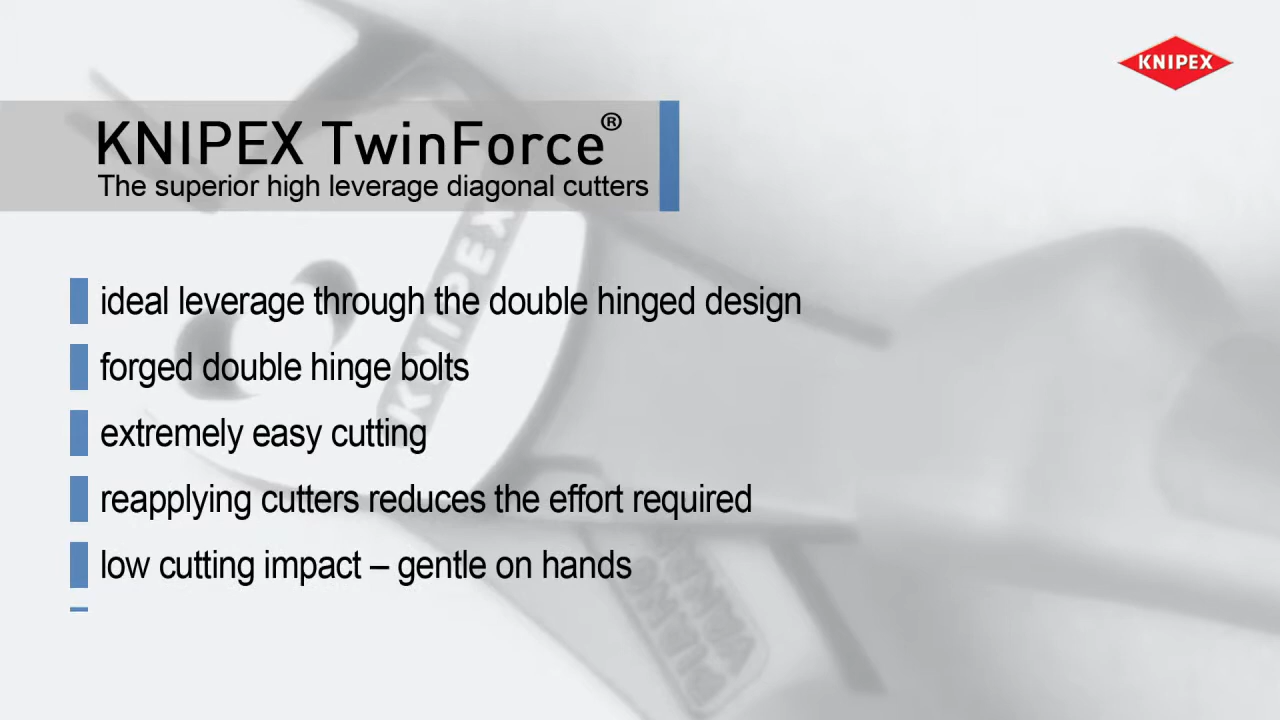 KNIPEX
KNIPEX TwinForce®
The superior high leverage diagonal cutters
KNIPEX
ideal leverage through the double hinged design
forged double hinge bolts
extremely easy cutting
reapplying cutters reduces the effort required
low cutting impact – gentle on hands